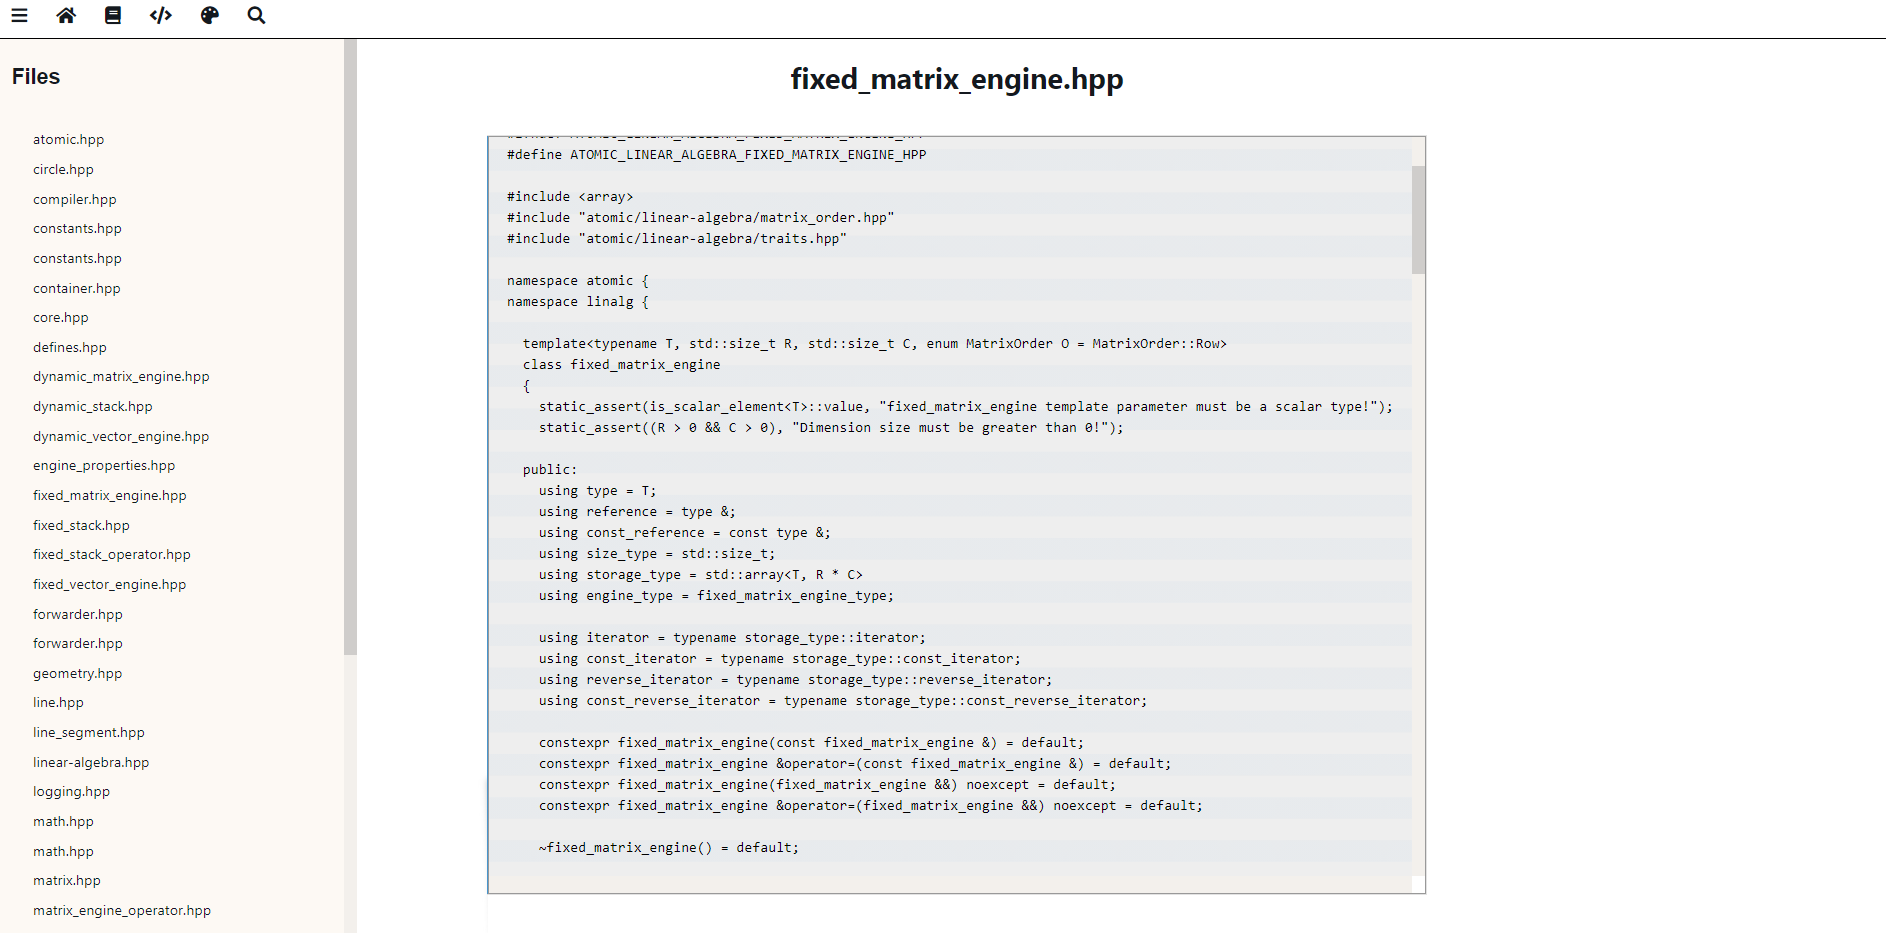 Files
atomic.hpp
circle.hpp
compiler.hpp
constants.hpp
constants.hpp
container.hpp
core.hpp
defines.hpp
dynamic_matrix_engine.hpp
dynamic_stack.hpp
dynamic_vector_engine.hpp
engine_properties.hpp
fixed_matrix_engine.hpp
fixed_stack.hpp
fixed_stack_operator.hpp
fixed_vector_engine.hpp
forwarder.hpp
forwarder.hpp
geometry.hpp
line.hpp
line_segment.hpp
linear-algebra.hpp
logging.hpp
math.hpp
math.hpp
matrix.hpp
matrix_engine_operator.hpp
fixed_matrix_engine.hpp
#define ATOMIC_LINEAR_ALGEBRA_FIXED_MATRIX_ENGINE_HPP
#include <array>
#include "atomic/linear-algebra/matrix_order.hpp"
#include "atomic/linear-algebra/traits.hpp"
namespace atomic {
namespace linalg {
template<typename T, std::size_t R, std::size_t C, enum MatrixOrder O = MatrixOrder::Row>
class fixed_matrix_engine
{
static_assert(is_scalar_element<T>::value, "fixed_matrix_engine template parameter must be a scalar type!");
static_assert((R > 0 && C > 0), "Dimension size must be greater than 0!");
public:
using type = T;
using reference = type &;
using const_reference = const type &;
using size_type = std::size_t;
using storage_type = std::array<T, R * C>
using engine_type = fixed_matrix_engine_type;
using iterator = typename storage_type::iterator;
using const_iterator = typename storage_type::const_iterator;
using reverse_iterator = typename storage_type::reverse_iterator;
using const_reverse_iterator = typename storage_type::const_reverse_iterator;
constexpr fixed_matrix_engine(const fixed_matrix_engine &) = default;
constexpr fixed_matrix_engine &operator=(const fixed_matrix_engine &) = default;
constexpr fixed_matrix_engine(fixed_matrix_engine &&) noexcept = default;
constexpr fixed_matrix_engine &operator=(fixed_matrix_engine &&) noexcept = default;
~fixed_matrix_engine() = default;